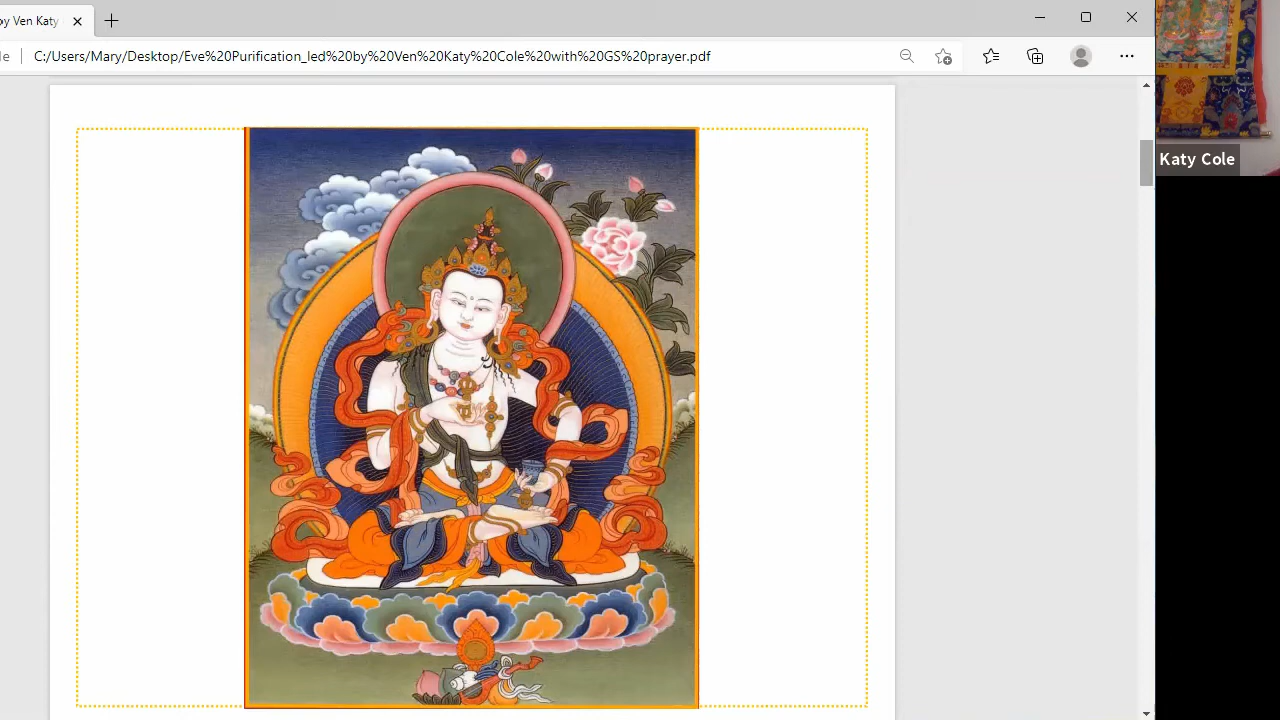 by Ven Katy
C:/Users/Mary/Desktop/Eve%20Purification_led%20by%20Ven%20Katy%20Cole%20with%20GS%20prayer.pdf
Katy Cole